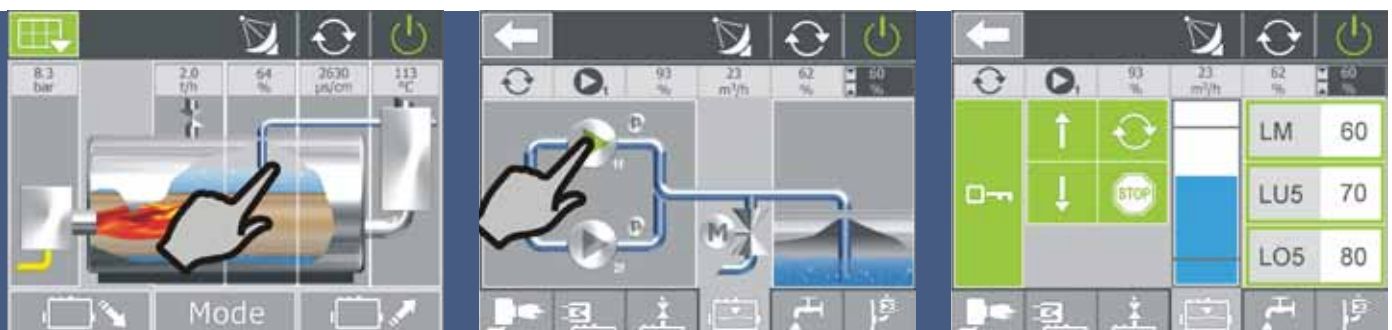 8.3 bar
2.0 t/h
64 %
2630 µs/cm
113 °C
Mode
t
93 %
23 m³/h
62 %
60 %
P
P
M
t
93 %
23 m³/h
62 %
60 %
STOP
LM 60
LU5 70
LO5 80